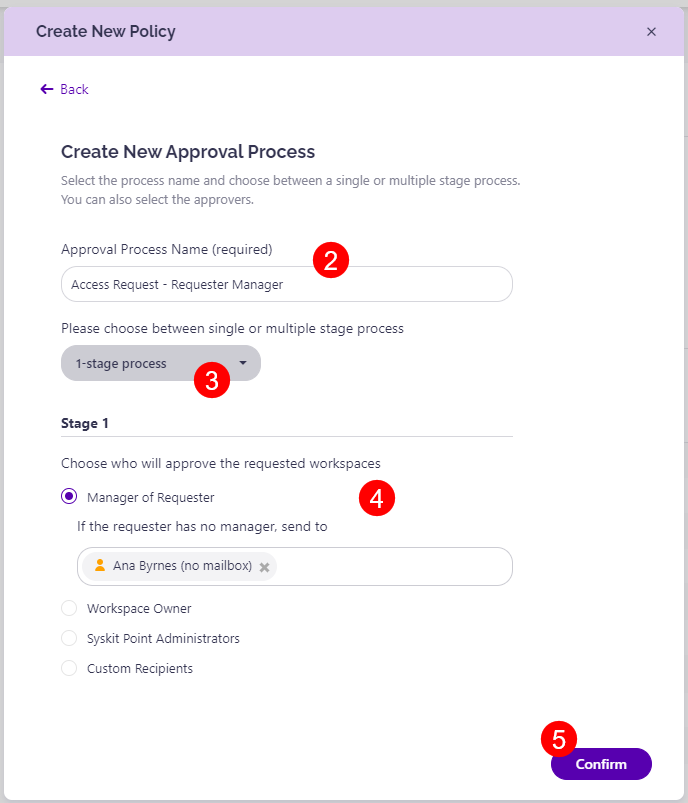 Create New Policy
×
Back
Create New Approval Process
Select the process name and choose between a single or multiple stage process.
You can also select the approvers.
Approval Process Name (required)
2
Access Request - Requester Manager
Please choose between single or multiple stage process
1-stage process
3
Stage 1
Choose who will approve the requested workspaces
Manager of Requester
4
If the requester has no manager, send to
Ana Byrnes (no mailbox)
Workspace Owner
Syskit Point Administrators
Custom Recipients
5
Confirm